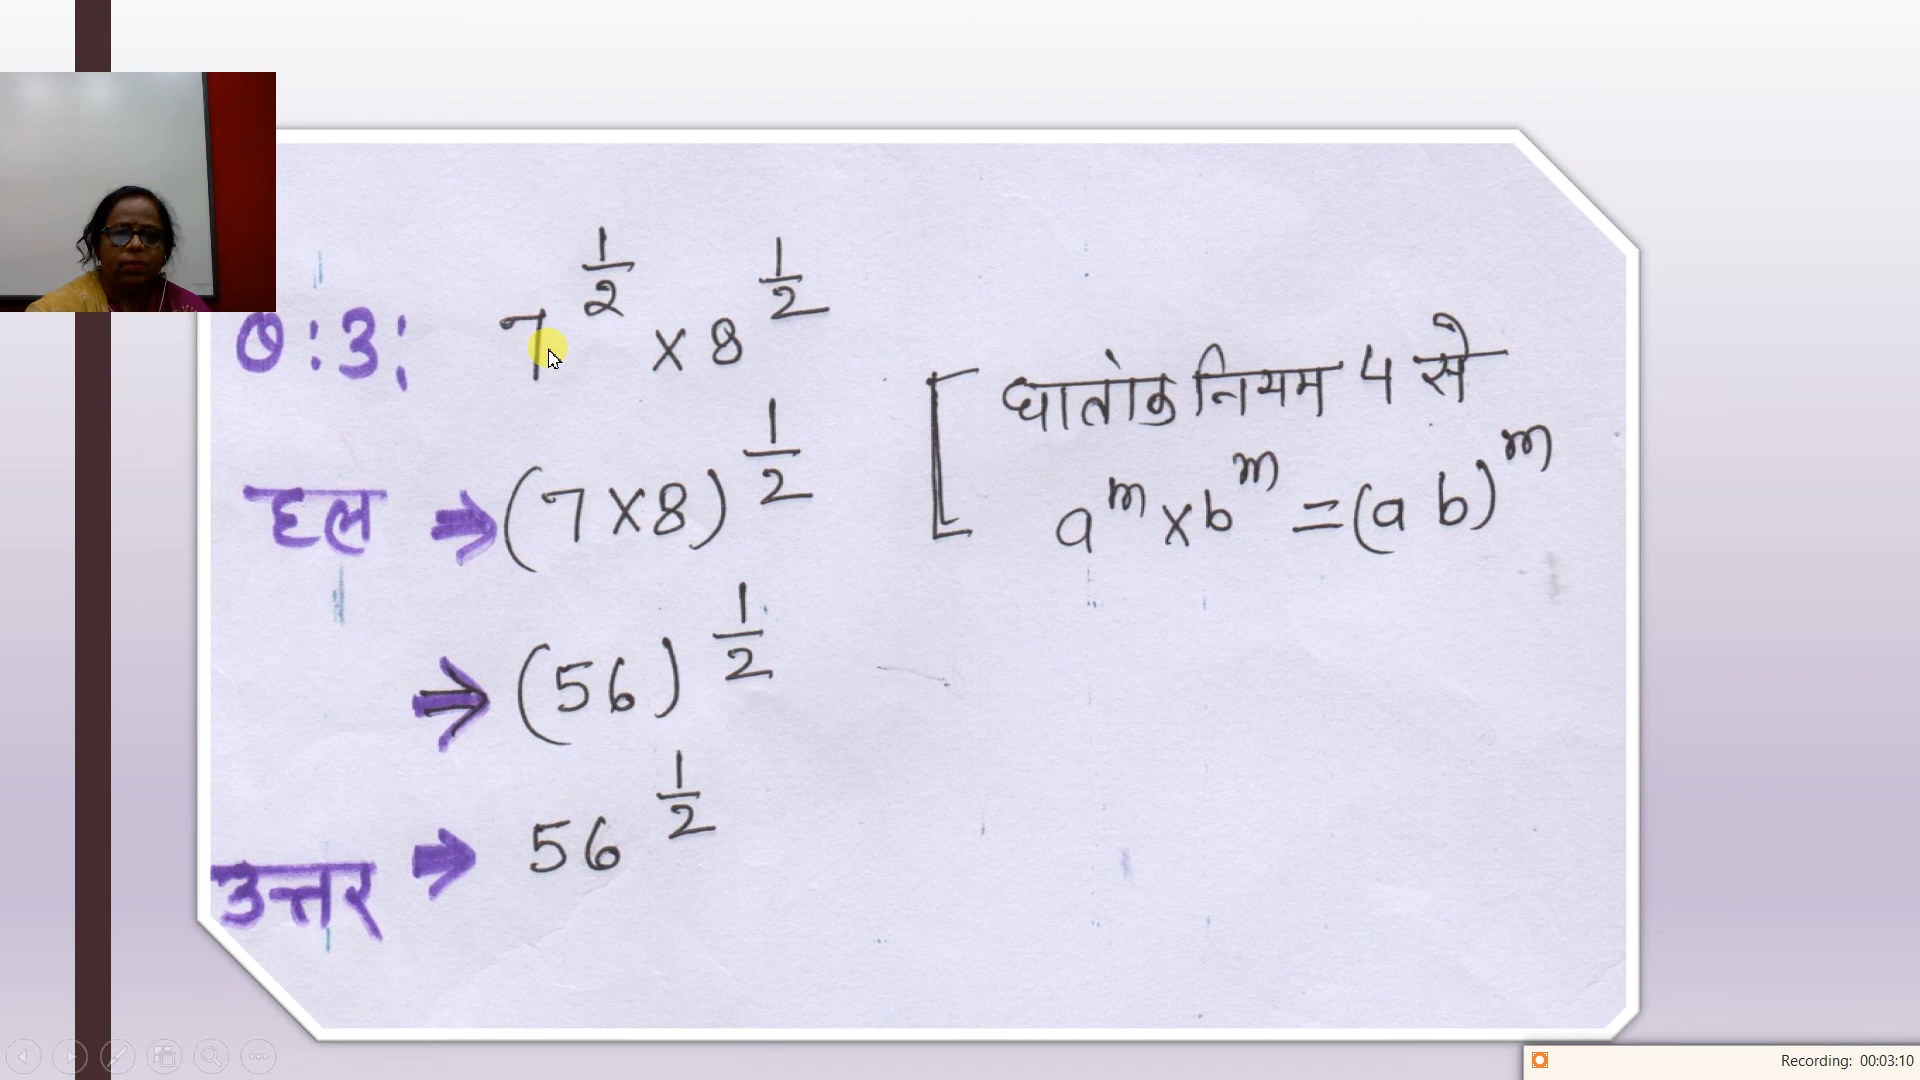 Q:3: 7^{1/2} × 8^{1/2}
[ घातांक नियम 4 से
a^m × b^m = (a b)^m
हल ⇒ (7×8)^{1/2}
⇒ (56)^{1/2}
उत्तर ⇒ 56^{1/2}
Recording: 00:03:10